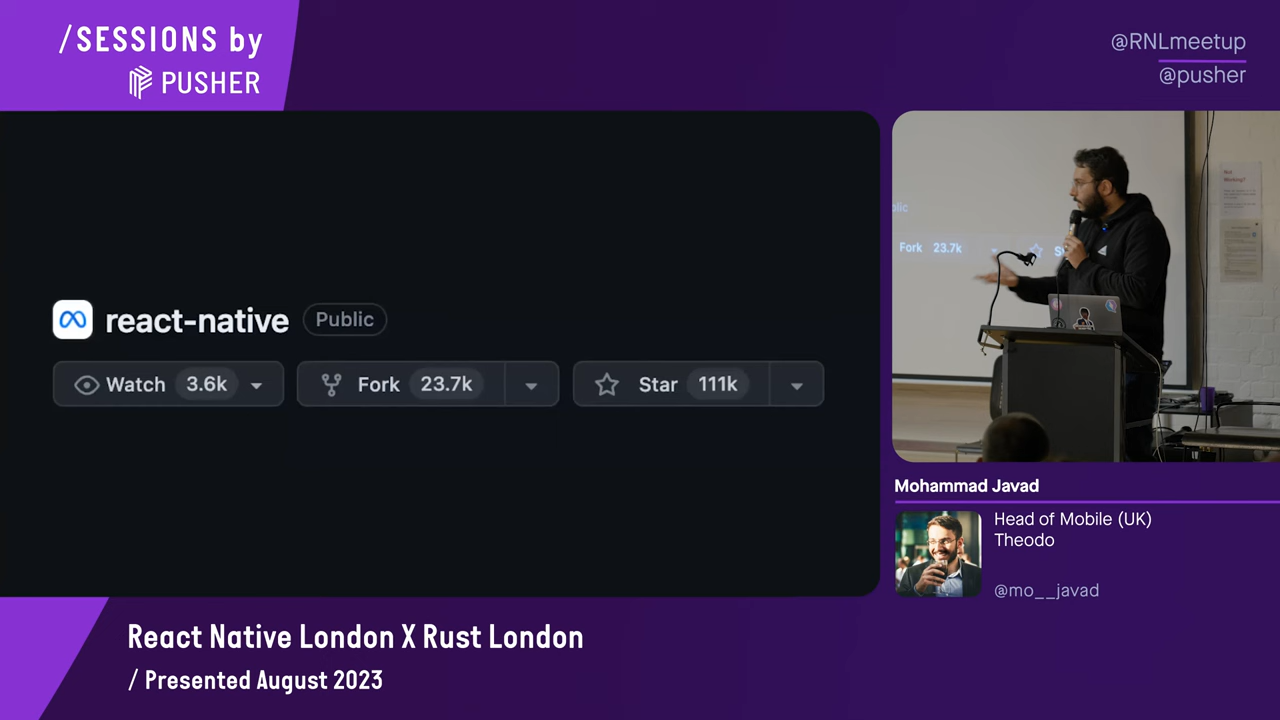 /SESSIONS by
PUSHER
@RNLmeetup
@pusher
react-native Public
Watch 3.6k Fork 23.7k Star 111k
Fork 23.7k
Mohammad Javad
Head of Mobile (UK)
Theodo
@mo__javad
React Native London X Rust London
/ Presented August 2023